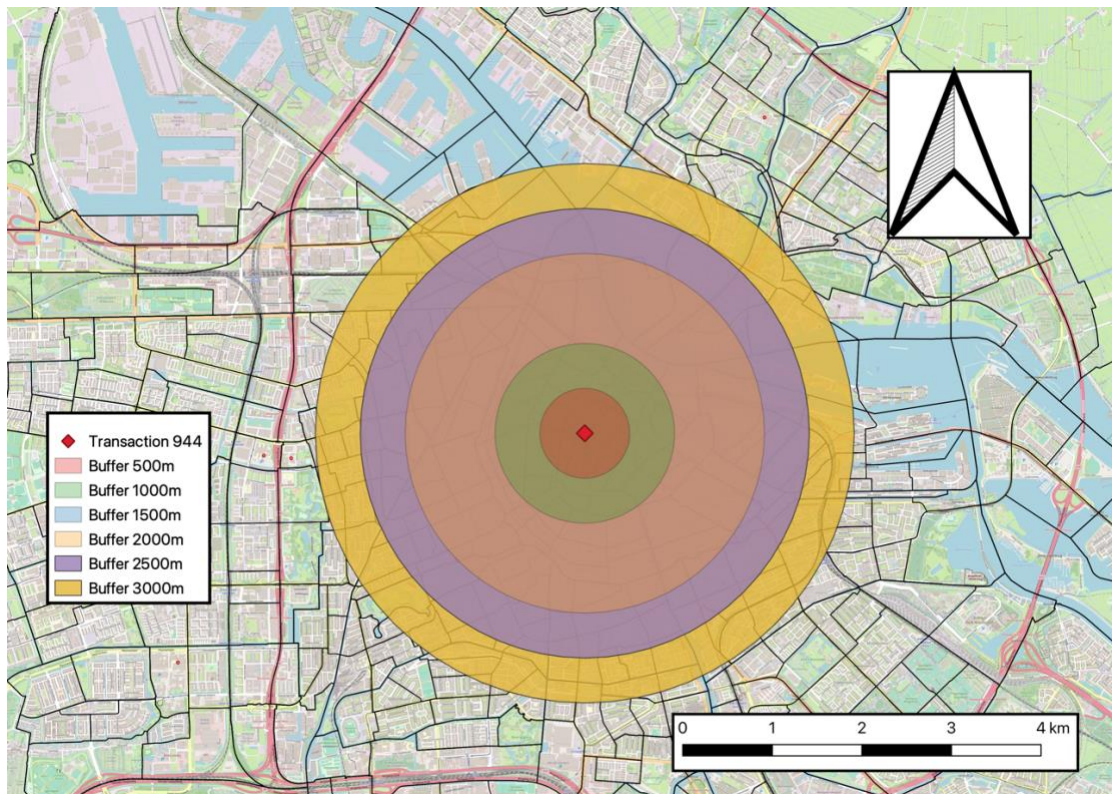 Transaction 944
Buffer 500m
Buffer 1000m
Buffer 1500m
Buffer 2000m
Buffer 2500m
Buffer 3000m
0 1 2 3 4 km